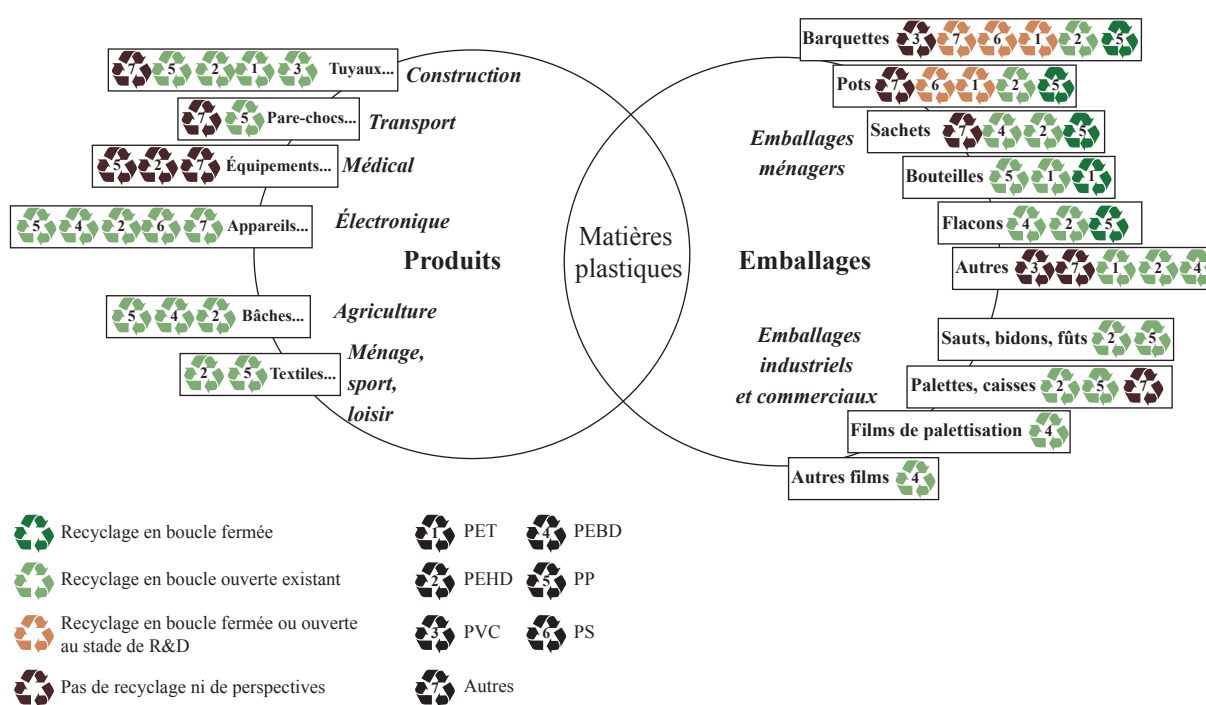 Barquettes 3 7 6 1 2 5
7 5 2 1 3 Tuyaux...
Construction
Pots 7 6 1 2 5
7 5 Pare-chocs...
Transport
Sachets 7 4 2 5
Emballages
ménagers
5 2 7 Équipements...
Médical
Bouteilles 5 1 1
5 4 2 6 7 Appareils...
Électronique
Flacons 4 2 5
Produits
Matières
plastiques
Emballages
Autres 3 7 1 2 4
5 4 2 Bâches...
Agriculture
Emballages
industriels
et commerciaux
Sauts, bidons, fûts 2 5
2 5 Textiles...
Ménage,
sport,
loisir
Palettes, caisses 2 5 7
Films de palettisation 4
Autres films 4
Recyclage en boucle fermée
Recyclage en boucle ouverte existant
Recyclage en boucle fermée ou ouverte
au stade de R&D
Pas de recyclage ni de perspectives
1 PET
4 PEBD
2 PEHD
5 PP
3 PVC
6 PS
7 Autres